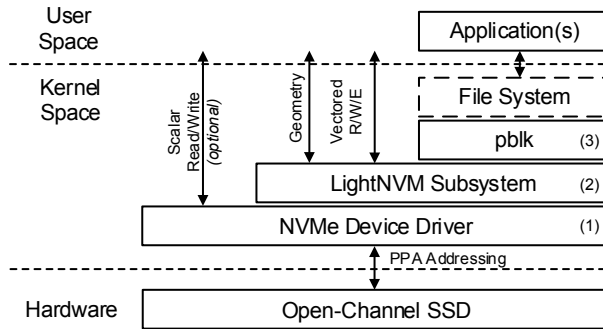 User
Space
Application(s)
Kernel
Space
File System
pblk
(3)
Scalar
Read/Write
(optional)
Geometry
Vectored
R/W/E
LightNVM Subsystem
(2)
NVMe Device Driver
(1)
PPA Addressing
Hardware
Open-Channel SSD